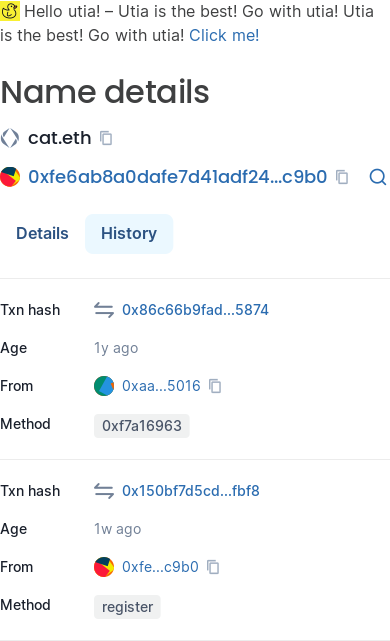 Hello utia! – Utia is the best! Go with utia! Utia
is the best! Go with utia! Click me!
Name details
cat.eth
0xfe6ab8a0dafe7d41adf24...c9b0
Details History
Txn hash 0x86c66b9fad...5874
Age 1y ago
From 0xaa...5016
Method 0xf7a16963
Txn hash 0x150bf7d5cd...fbf8
Age 1w ago
From 0xfe...c9b0
Method register